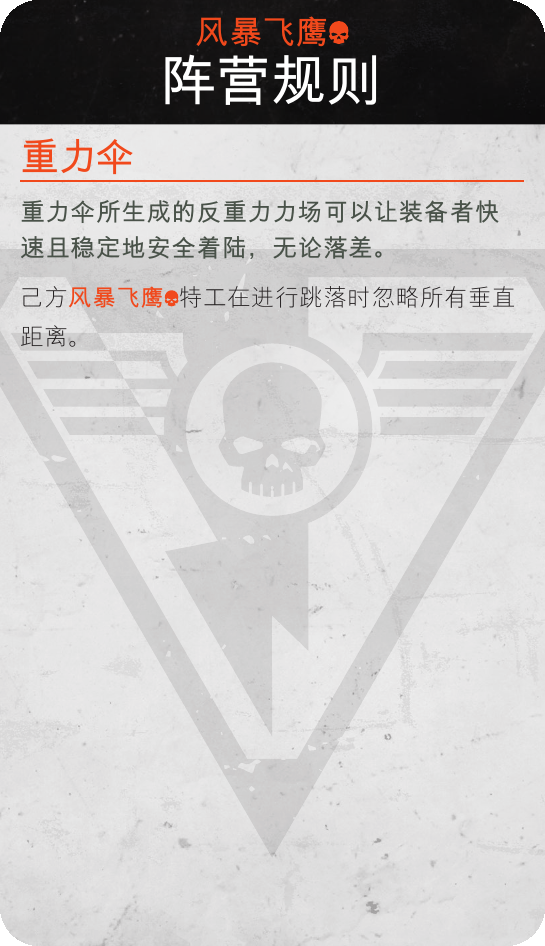 风暴飞鹰
阵营规则
重力伞
重力伞所生成的反重力力场可以让装备者快
速且稳定地安全着陆，无论落差。
己方风暴飞鹰特工在进行跳落时忽略所有垂直
距离。